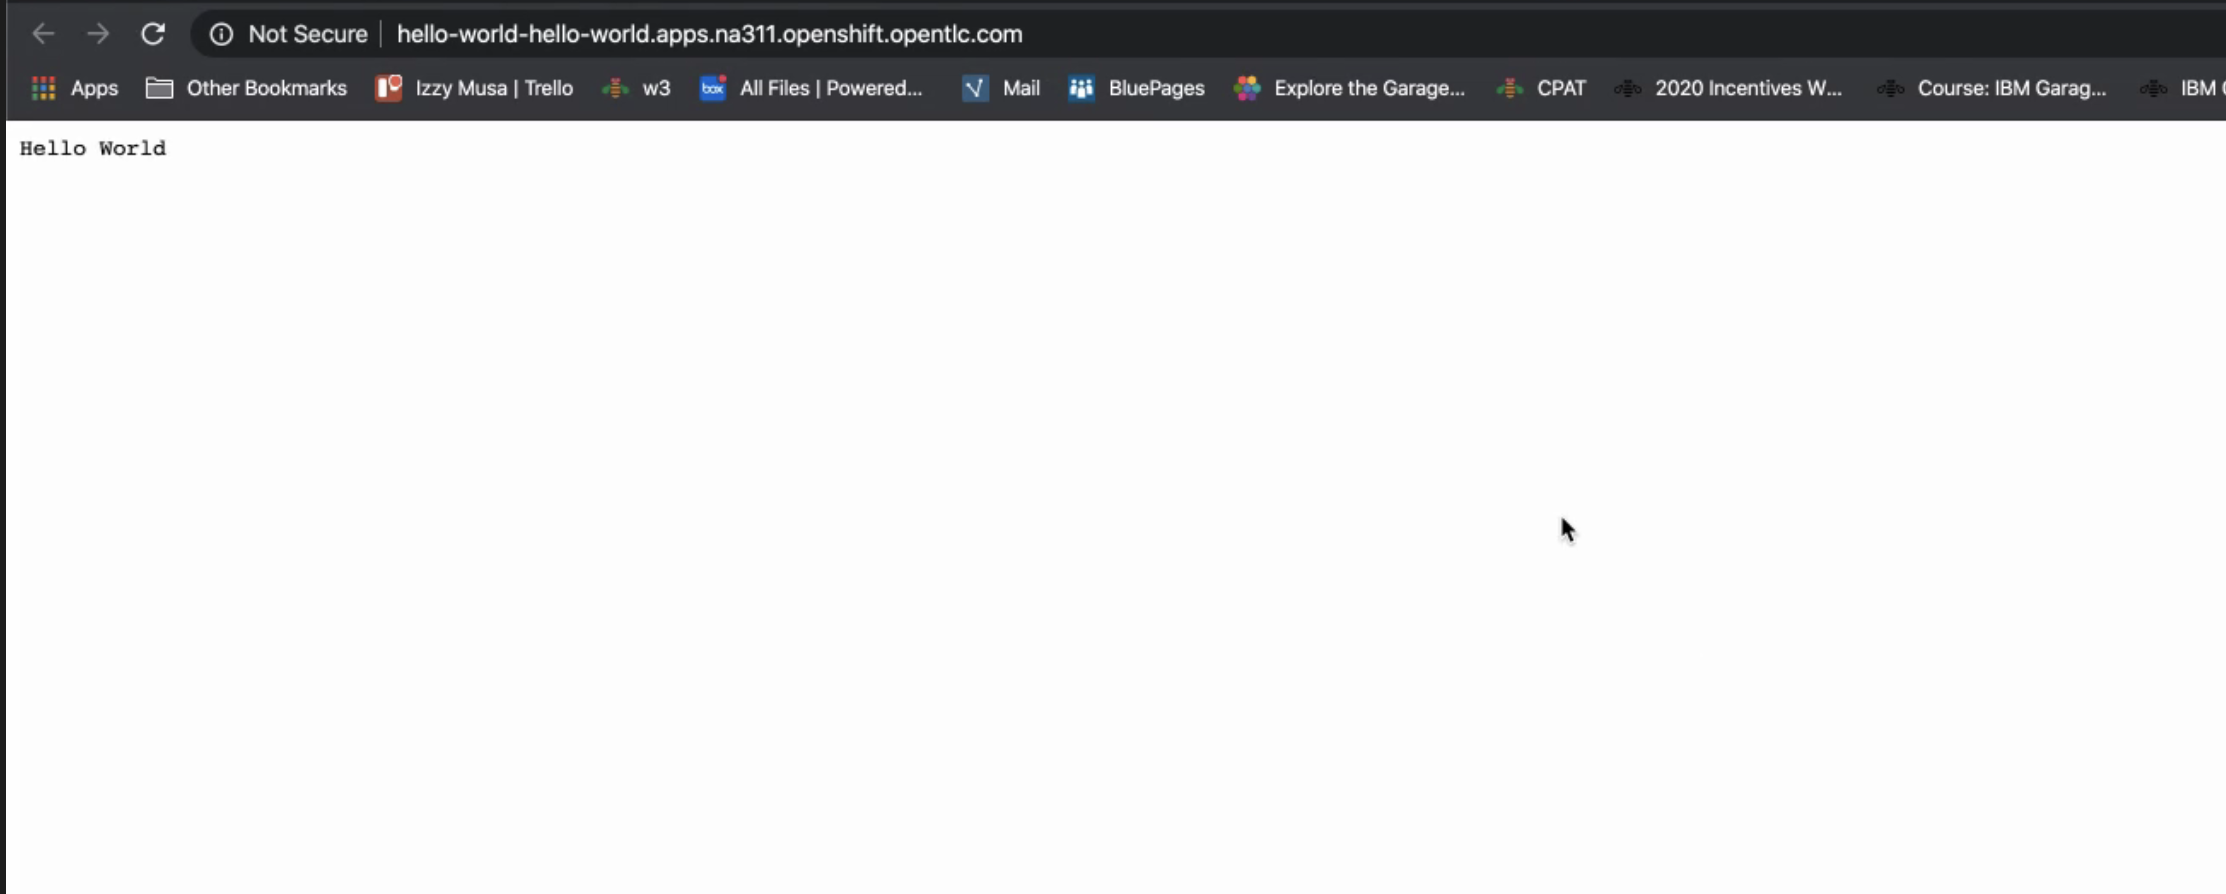 Not Secure hello-world-hello-world.apps.na311.openshift.opentlc.com
Apps Other Bookmarks Izzy Musa | Trello w3 box All Files | Powered... Mail BluePages Explore the Garage... CPAT 2020 Incentives W... Course: IBM Garag... IBM
Hello World